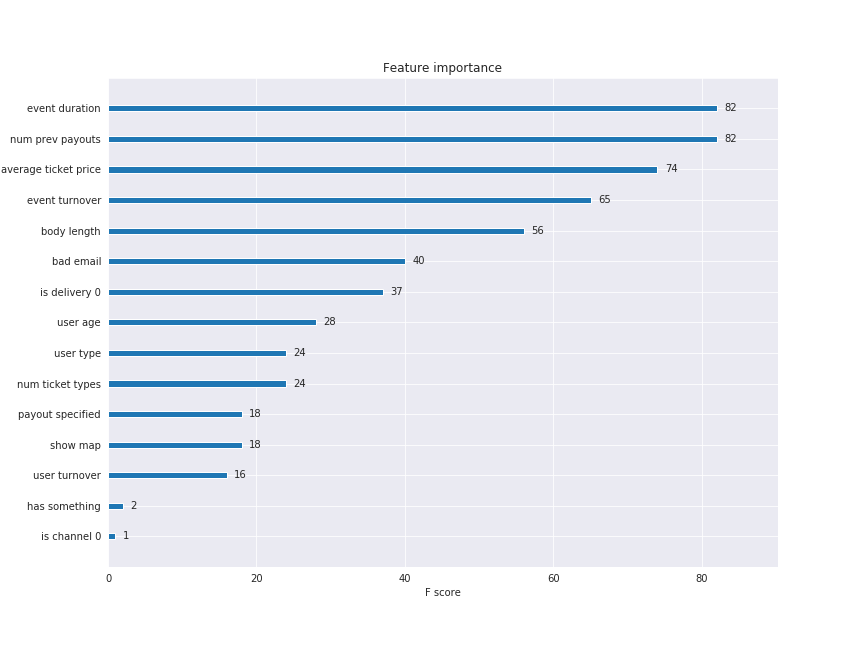 Feature importance
event duration 82
num prev payouts 82
average ticket price 74
event turnover 65
body length 56
bad email 40
is delivery 0 37
user age 28
user type 24
num ticket types 24
payout specified 18
show map 18
user turnover 16
has something 2
is channel 0 1
0 20 40 60 80
F score